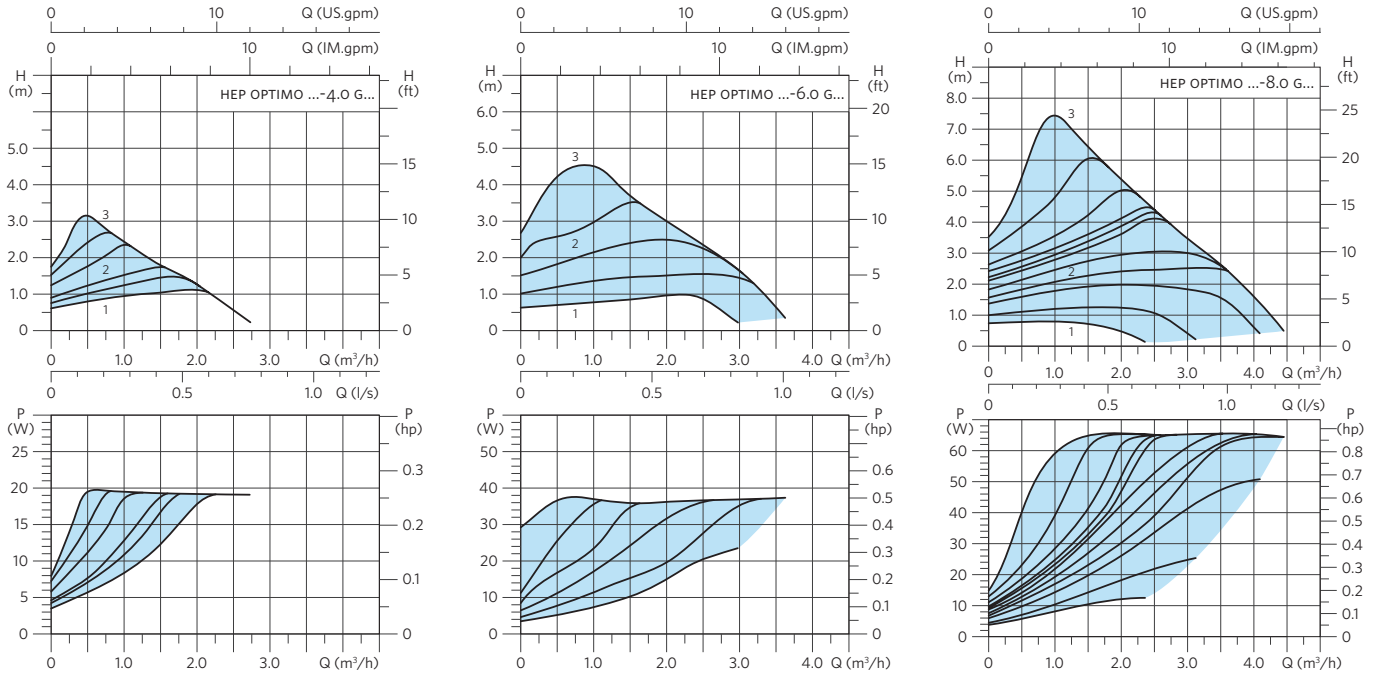 0 10 Q (US.gpm)
0 10 Q (IM.gpm)
H (m)
H (ft)
HEP OPTIMO ...-4.0 G...
5.0
4.0
3.0
2.0
1.0
0
15
10
5
0
3
2
1
0 1.0 2.0 3.0 Q (m³/h)
0 0.5 1.0 Q (l/s)
P (W)
P (hp)
25
20
15
10
5
0
0.3
0.2
0.1
0
0 1.0 2.0 3.0 Q (m³/h)
0 10 Q (US.gpm)
0 10 Q (IM.gpm)
H (m)
H (ft)
HEP OPTIMO ...-6.0 G...
6.0
5.0
4.0
3.0
2.0
1.0
0
20
15
10
5
0
3
2
1
0 1.0 2.0 3.0 4.0 Q (m³/h)
0 0.5 1.0 Q (l/s)
P (W)
P (hp)
50
40
30
20
10
0
0.6
0.5
0.4
0.3
0.2
0.1
0
0 1.0 2.0 3.0 4.0 Q (m³/h)
0 10 Q (US.gpm)
0 10 Q (IM.gpm)
H (m)
H (ft)
HEP OPTIMO ...-8.0 G...
8.0
7.0
6.0
5.0
4.0
3.0
2.0
1.0
0
25
20
15
10
5
0
3
2
1
0 1.0 2.0 3.0 4.0 Q (m³/h)
0 0.5 1.0 Q (l/s)
P (W)
P (hp)
60
50
40
30
20
10
0
0.8
0.7
0.6
0.5
0.4
0.3
0.2
0.1
0
0 1.0 2.0 3.0 4.0 Q (m³/h)